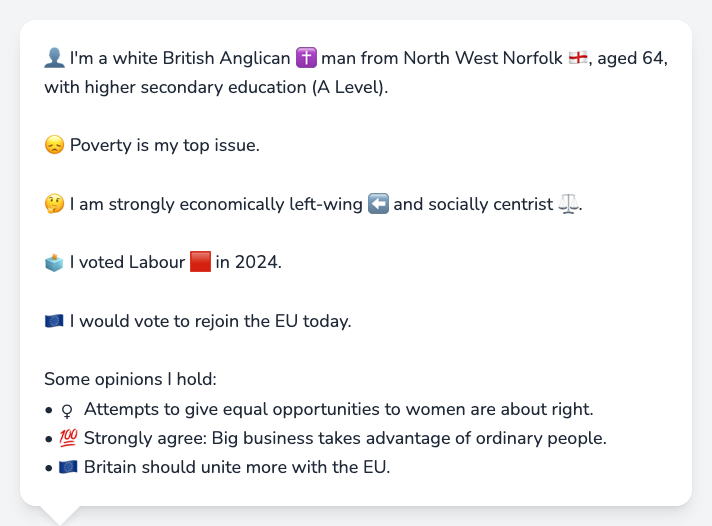 👤 I'm a white British Anglican ✝️ man from North West Norfolk 🏴󠁧󠁢󠁥󠁮󠁧󠁿, aged 64,
with higher secondary education (A Level).
😞 Poverty is my top issue.
🤔 I am strongly economically left-wing ⬅️ and socially centrist ⚖️.
🗳️ I voted Labour 🟥 in 2024.
🇪🇺 I would vote to rejoin the EU today.
Some opinions I hold:
• ♀ Attempts to give equal opportunities to women are about right.
• 💯 Strongly agree: Big business takes advantage of ordinary people.
• 🇪🇺 Britain should unite more with the EU.